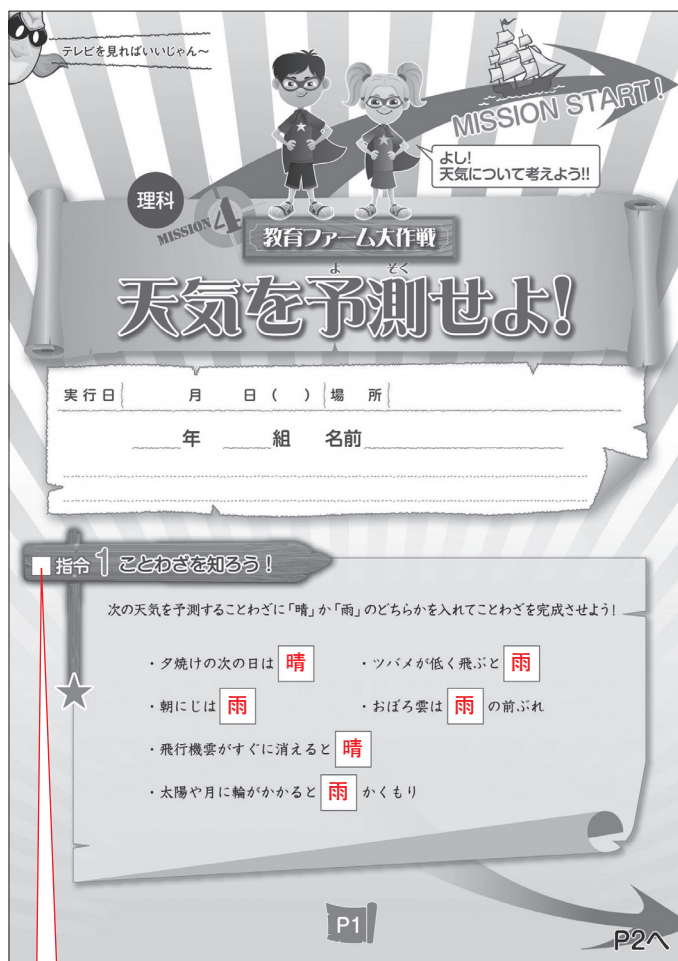 テレビを見ればいいじゃん～
MISSION START!
よし!
天気について考えよう!!
理科
MISSION 4
教育ファーム大作戦
よ そく
天気を予測せよ!
実行日 月 日( ) 場 所
年 組 名前
指令1 ことわざを知ろう!
次の天気を予測することわざに「晴」か「雨」のどちらかを入れてことわざを完成させよう!
・夕焼けの次の日は 晴 ・ツバメが低く飛ぶと 雨
・朝にじは 雨 ・おぼろ雲は 雨 の前ぶれ
・飛行機雲がすぐに消えると 晴
・太陽や月に輪がかかると 雨 かくもり
P1
P2へ